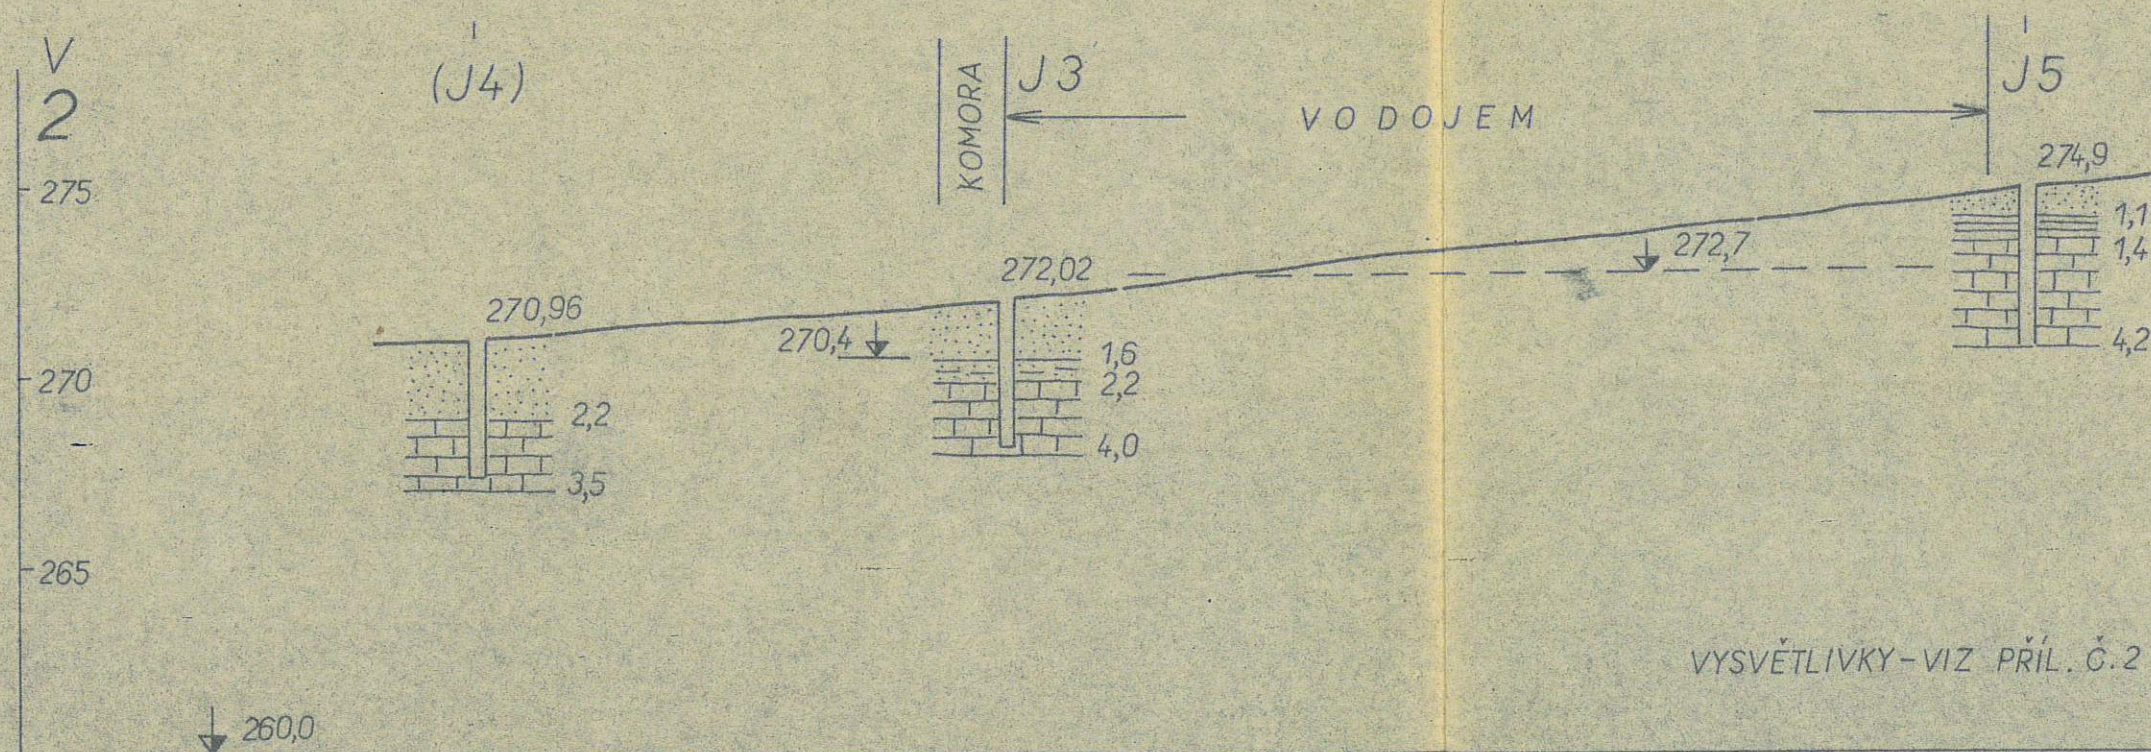 V
2
(J4)
KOMORA
J3
VODOJEM
J5
274,9
275
1,1
1,4
272,7
272,02
270,96
270,4
1,6
2,2
4,2
270
2,2
4,0
3,5
265
VYSVĚTLIVKY-VIZ PŘÍL. Č. 2
260,0